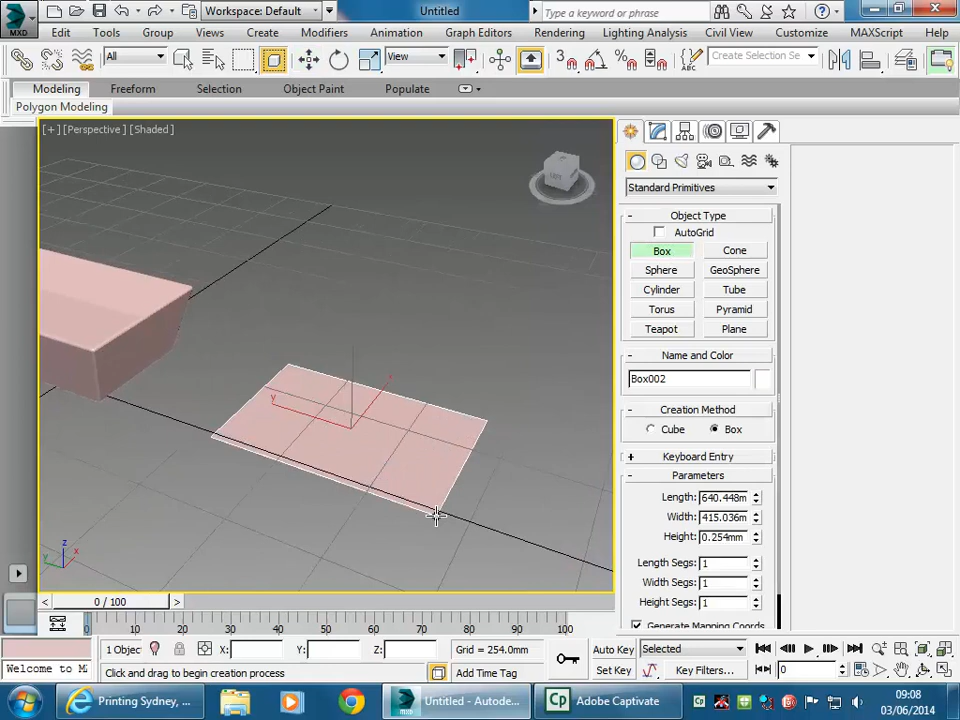 Workspace: Default
Untitled
Type a keyword or phrase
MXD
Edit Tools Group Views Create Modifiers Animation Graph Editors Rendering Lighting Analysis Civil View Customize MAXScript Help
All
View
3
%
ABC
Create Selection Se
Modeling Freeform Selection Object Paint Populate
Polygon Modeling
[+] [Perspective] [Shaded]
Standard Primitives
- Object Type
AutoGrid
Box Cone
Sphere GeoSphere
Cylinder Tube
Torus Pyramid
Teapot Plane
- Name and Color
Box002
- Creation Method
Cube Box
+ Keyboard Entry
- Parameters
Length: 640.448m
Width: 415.036m
Height: 0.254mm
Length Segs: 1
Width Segs: 1
Height Segs: 1
Generate Mapping Coords
y
z
y x
< 0 / 100 >
0 10 20 30 40 50 60 70 80 90 100
1 Objec X: Y: Z: Grid = 254.0mm
Auto Key Selected
Welcome to M Click and drag to begin creation process Add Time Tag
Set Key Key Filters... 0
Printing Sydney, ...
Untitled - Autode...
Cp Adobe Captivate
Cp
09:08
03/06/2014